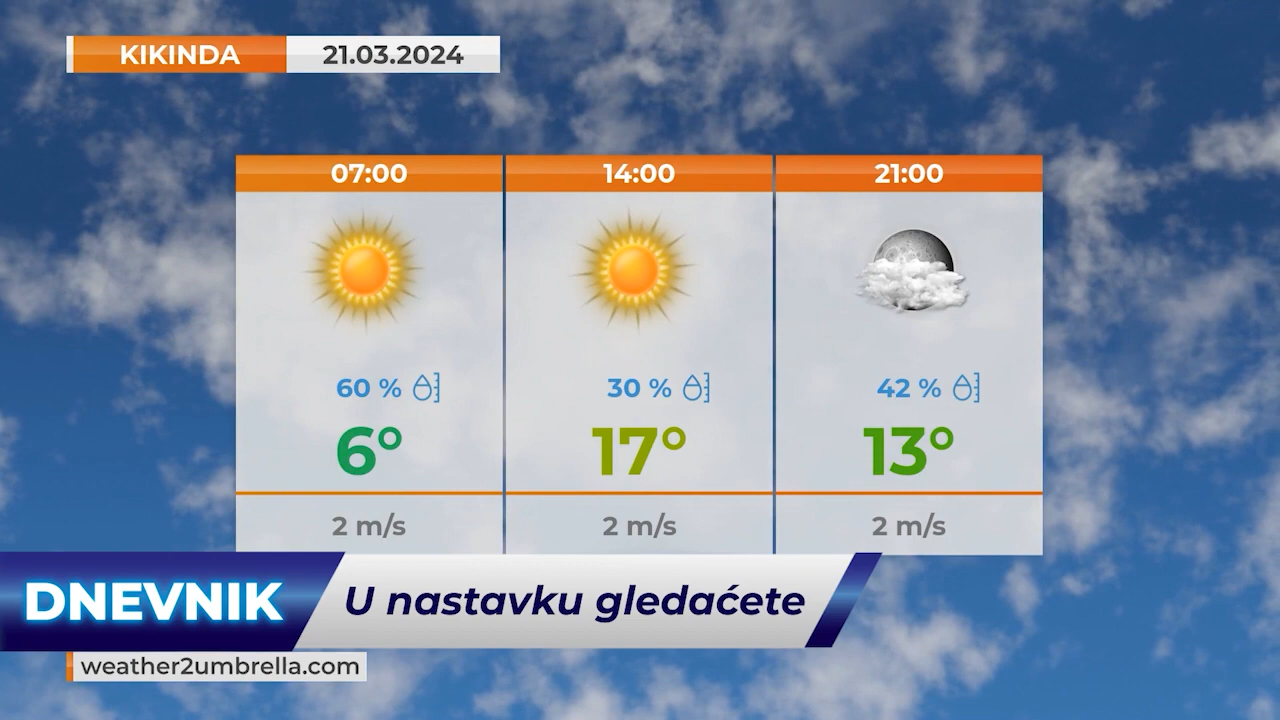 KIKINDA 21.03.2024
07:00 14:00 21:00
60 % 30 % 42 %
6° 17° 13°
2 m/s 2 m/s 2 m/s
DNEVNIK U nastavku gledaćete
weather2umbrella.com